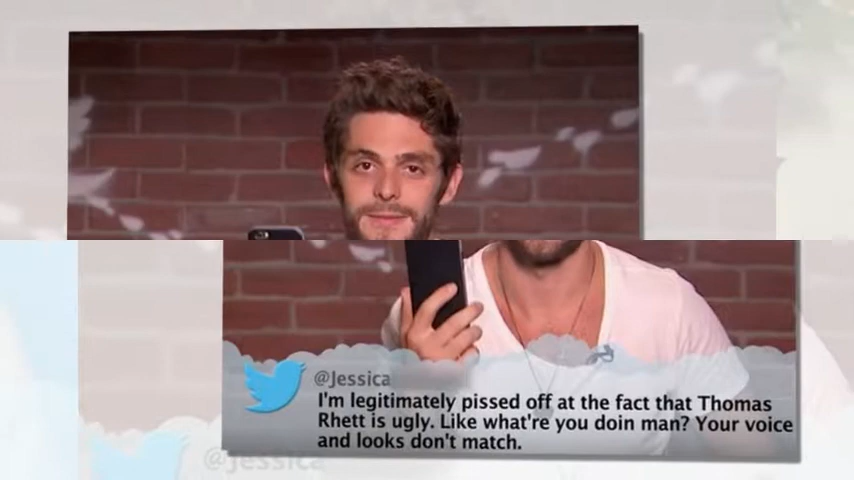 @Jessica
I'm legitimately pissed off at the fact that Thomas
Rhett is ugly. Like what're you doin man? Your voice
and looks don't match.
@Jessica